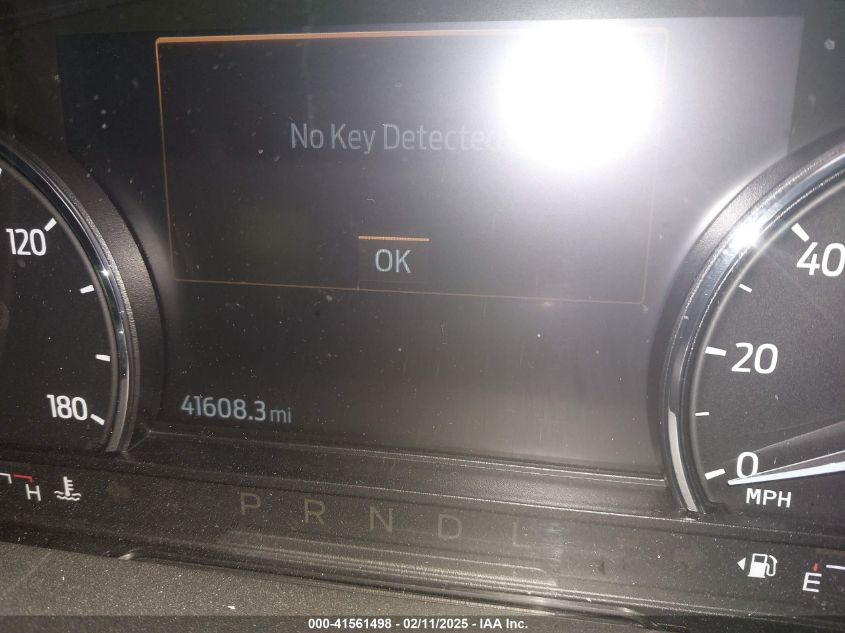 No Key Detected
OK
120
180
41608.3 mi
40
20
0
MPH
H
P R N D L
E
000-41561498 - 02/11/2025 - IAA Inc.